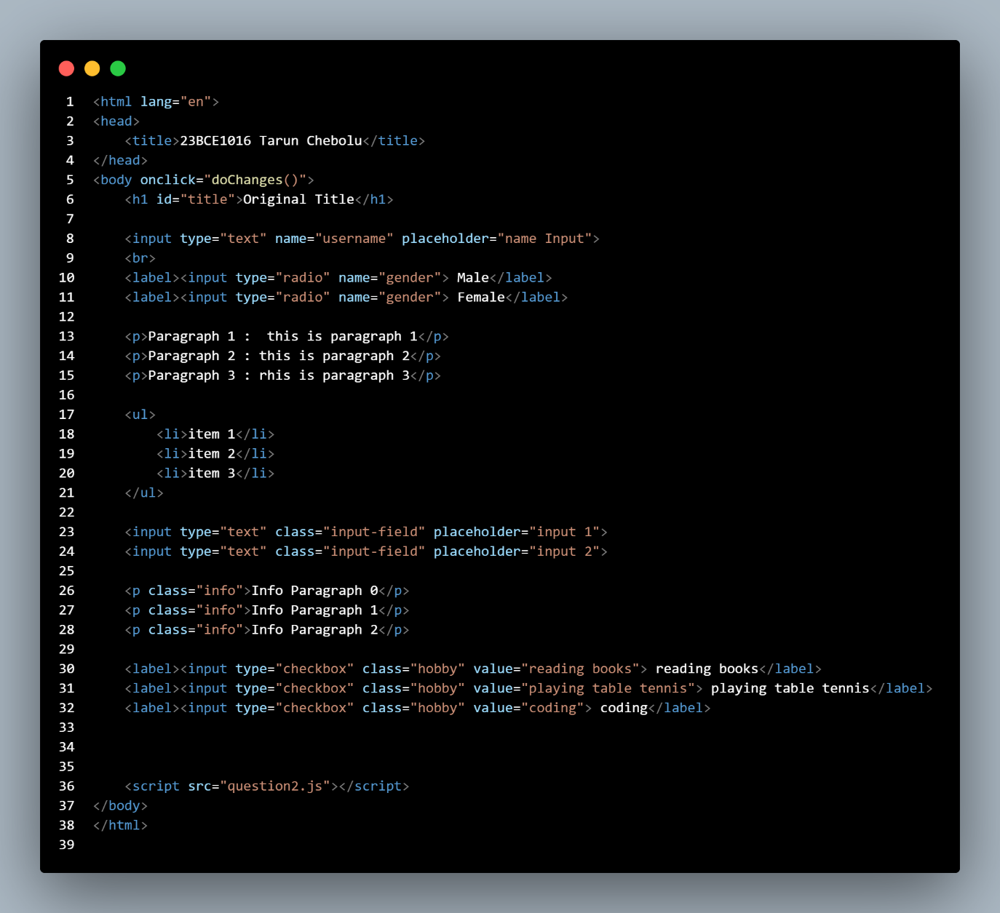 1 <html lang="en">
2 <head>
3     <title>23BCE1016 Tarun Chebolu</title>
4 </head>
5 <body onclick="doChanges()">
6     <h1 id="title">Original Title</h1>
7
8     <input type="text" name="username" placeholder="name Input">
9     <br>
10     <label><input type="radio" name="gender"> Male</label>
11     <label><input type="radio" name="gender"> Female</label>
12
13     <p>Paragraph 1 :  this is paragraph 1</p>
14     <p>Paragraph 2 : this is paragraph 2</p>
15     <p>Paragraph 3 : rhis is paragraph 3</p>
16
17     <ul>
18         <li>item 1</li>
19         <li>item 2</li>
20         <li>item 3</li>
21     </ul>
22
23     <input type="text" class="input-field" placeholder="input 1">
24     <input type="text" class="input-field" placeholder="input 2">
25
26     <p class="info">Info Paragraph 0</p>
27     <p class="info">Info Paragraph 1</p>
28     <p class="info">Info Paragraph 2</p>
29
30     <label><input type="checkbox" class="hobby" value="reading books"> reading books</label>
31     <label><input type="checkbox" class="hobby" value="playing table tennis"> playing table tennis</label>
32     <label><input type="checkbox" class="hobby" value="coding"> coding</label>
33
34
35
36     <script src="question2.js"></script>
37 </body>
38 </html>
39